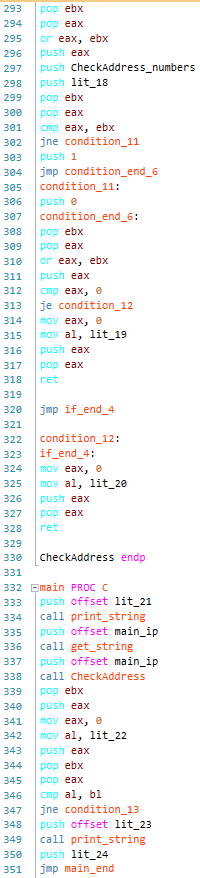 293 pop ebx
294 pop eax
295 or eax, ebx
296 push eax
297 push CheckAddress_numbers
298 push lit_18
299 pop ebx
300 pop eax
301 cmp eax, ebx
302 jne condition_11
303 push 1
304 jmp condition_end_6
305 condition_11:
306 push 0
307 condition_end_6:
308 pop ebx
309 pop eax
310 or eax, ebx
311 push eax
312 cmp eax, 0
313 je condition_12
314 mov eax, 0
315 mov al, lit_19
316 push eax
317 pop eax
318 ret
319
320 jmp if_end_4
321
322 condition_12:
323 if_end_4:
324 mov eax, 0
325 mov al, lit_20
326 push eax
327 pop eax
328 ret
329
330 CheckAddress endp
331
332 main PROC C
333 push offset lit_21
334 call print_string
335 push offset main_ip
336 call get_string
337 push offset main_ip
338 call CheckAddress
339 pop ebx
340 push eax
341 mov eax, 0
342 mov al, lit_22
343 push eax
344 pop ebx
345 pop eax
346 cmp al, bl
347 jne condition_13
348 push offset lit_23
349 call print_string
350 push lit_24
351 jmp main_end